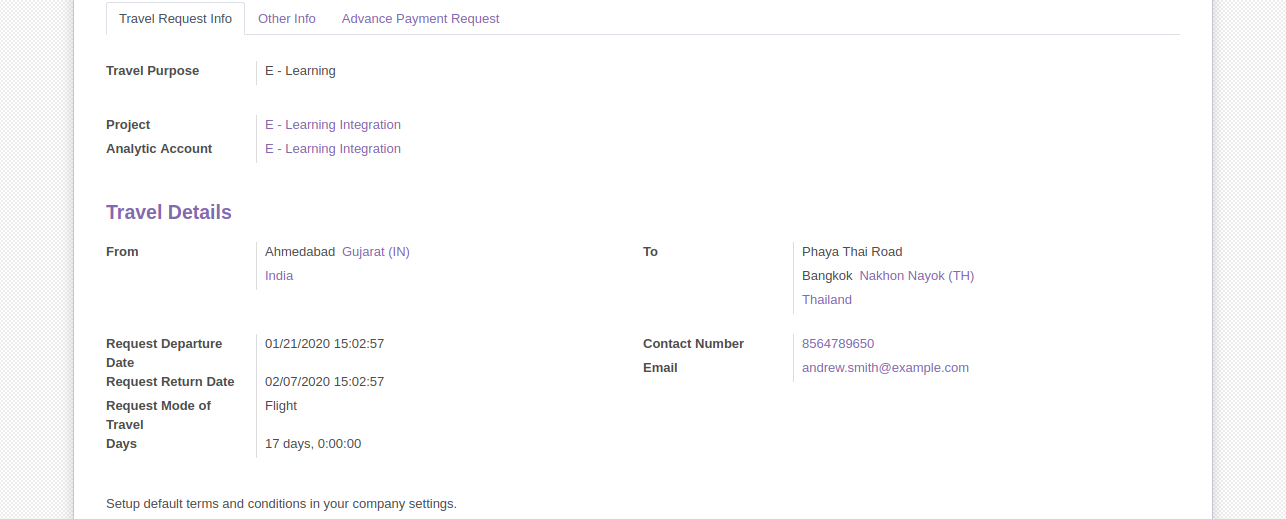 Travel Request Info  Other Info  Advance Payment Request
Travel Purpose  E - Learning
Project  E - Learning Integration
Analytic Account  E - Learning Integration
Travel Details
From  Ahmedabad  Gujarat (IN)
India
To  Phaya Thai Road
Bangkok  Nakhon Nayok (TH)
Thailand
Request Departure Date  01/21/2020 15:02:57
Request Return Date  02/07/2020 15:02:57
Request Mode of Travel  Flight
Days  17 days, 0:00:00
Contact Number  8564789650
Email  andrew.smith@example.com
Setup default terms and conditions in your company settings.